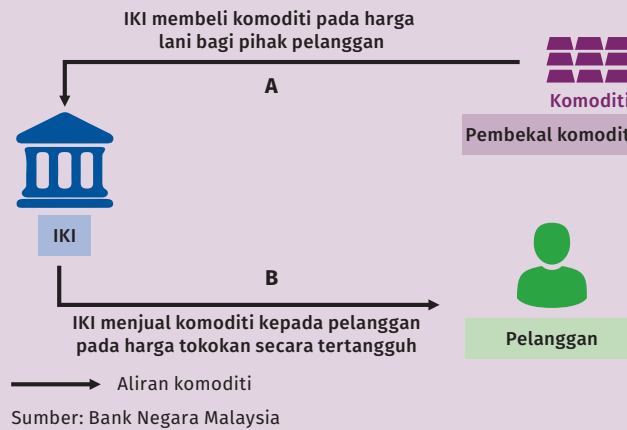 IKI membeli komoditi pada harga
lani bagi pihak pelanggan
A
Komoditi
Pembekal komodit
IKI
B
IKI menjual komoditi kepada pelanggan
pada harga tokokan secara tertangguh
Pelanggan
Aliran komoditi
Sumber: Bank Negara Malaysia